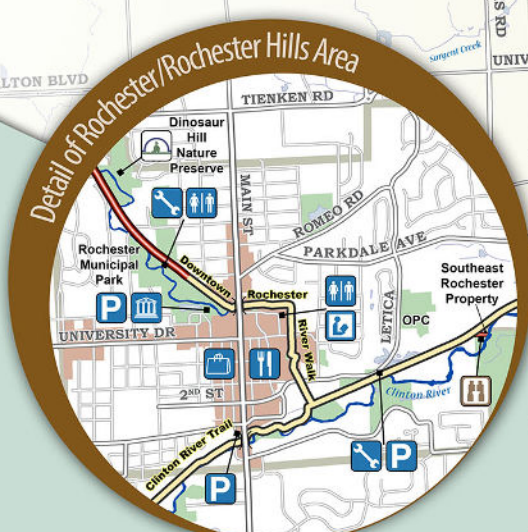 Detail of Rochester/Rochester Hills Area
LTON BLVD
Sargent Creek
S RD
UNIV
TIENKEN RD
Dinosaur
Hill
Nature
Preserve
MAIN ST
ROMEO RD
PARKDALE AVE
Rochester
Municipal
Park
Downtown
Rochester
River Walk
Southeast
Rochester
Property
P
UNIVERSITY DR
LETICA
OPC
2ND ST
Clinton River
Clinton River Trail
P
P